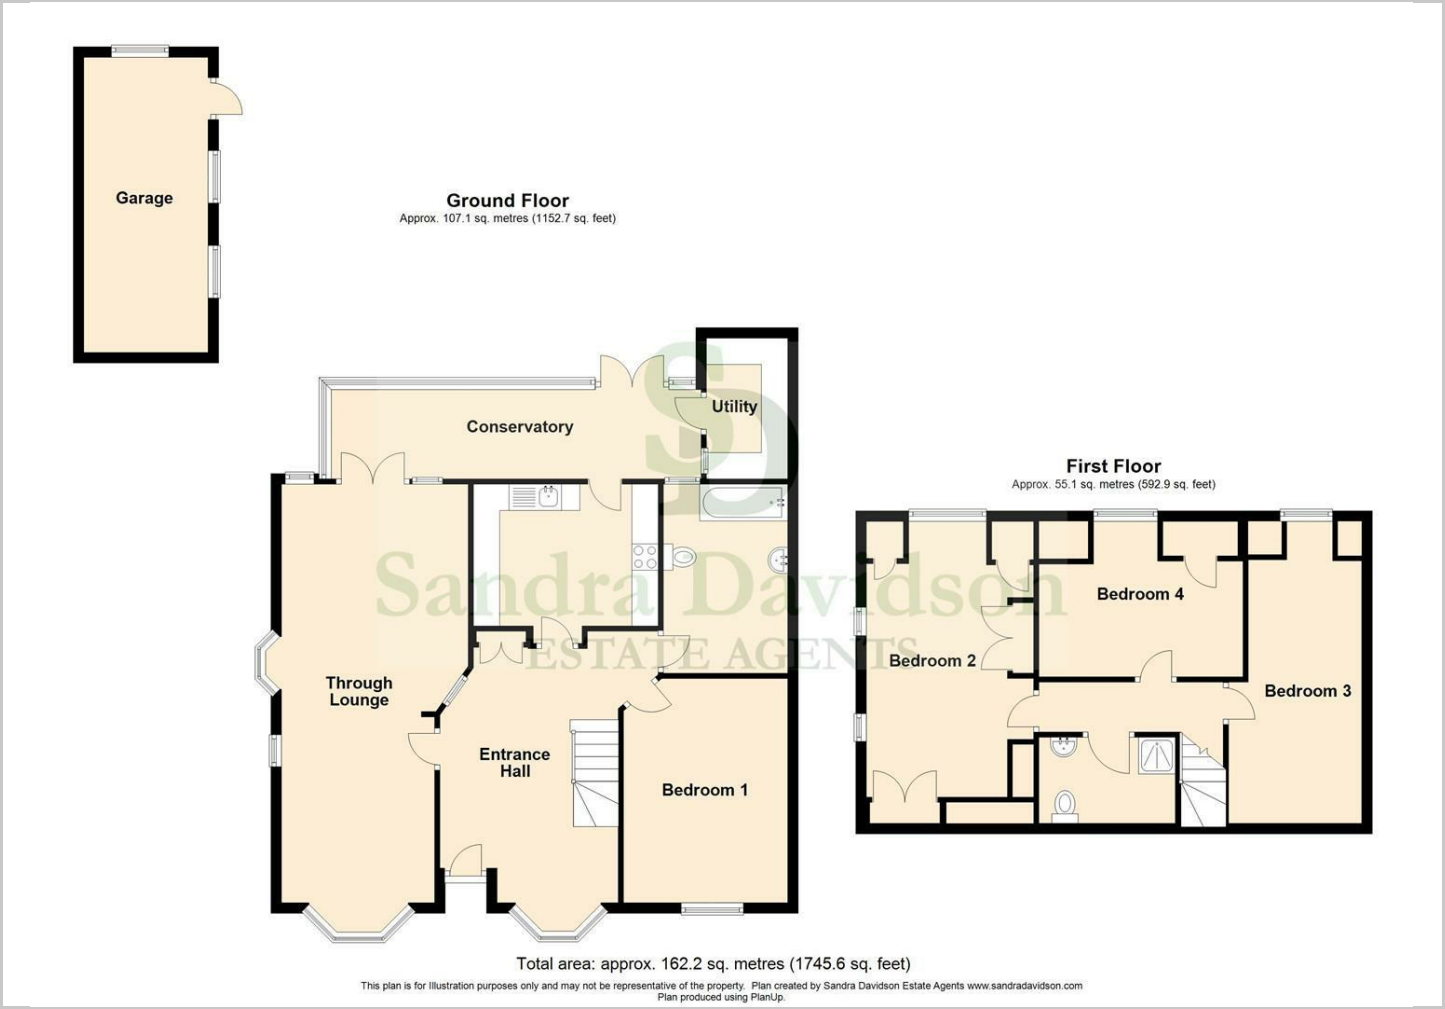 Garage
Ground Floor
Approx. 107.1 sq. metres (1152.7 sq. feet)
Conservatory
Utility
Through
Lounge
Entrance
Hall
Bedroom 1
First Floor
Approx. 55.1 sq. metres (592.9 sq. feet)
Bedroom 4
Bedroom 2
Bedroom 3
SD
Sandra Davidson
ESTATE AGENTS
Total area: approx. 162.2 sq. metres (1745.6 sq. feet)
This plan is for Illustration purposes only and may not be representative of the property. Plan created by Sandra Davidson Estate Agents www.sandradavidson.com
Plan produced using PlanUp.